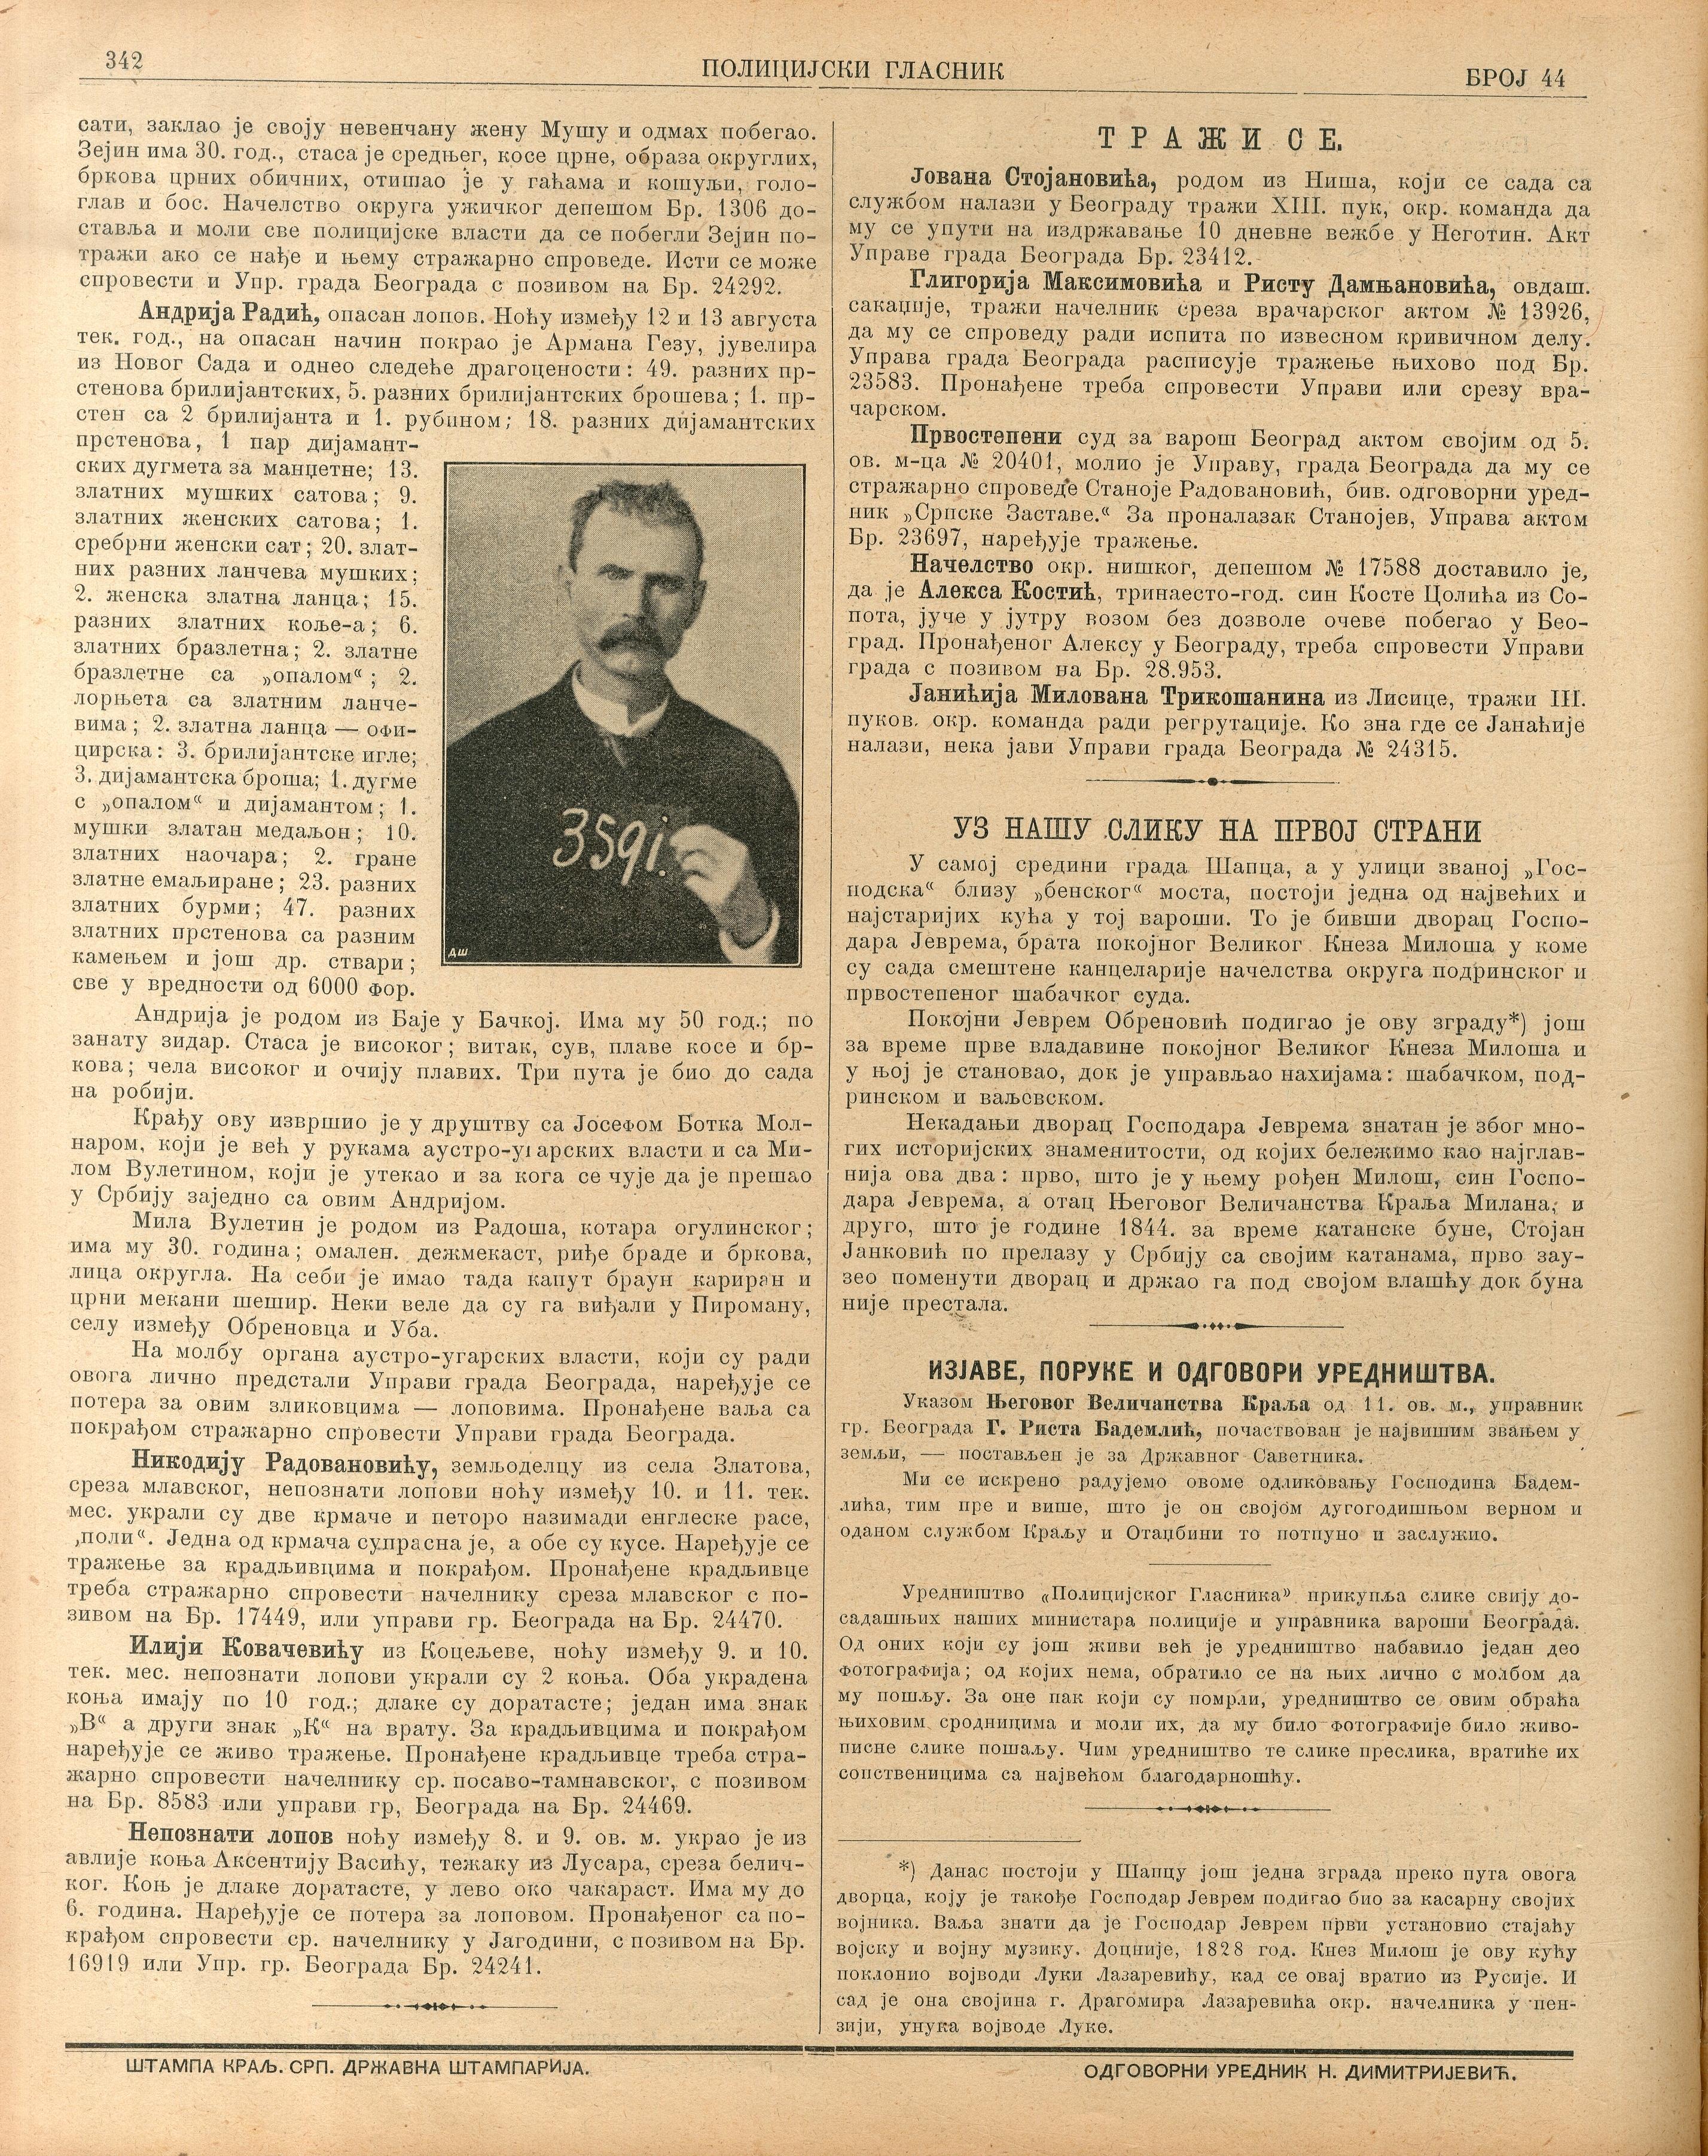 342
ПОЛИЦИЈСКИ ГЛАСНИК
БРОЈ 44
сати, заклао је своју невенчану жену Мушу и одмах побегао.
Зејин има 30. год., стаса је средњег, косе црне, образа округлих,
бркова црних обичних, отишао је у гаћама и кошуљи, голо-
глав и бос. Начелство округа ужичког депешом Бр. 1306 до-
ставља и моли све полицијске власти да се побегли Зејин по-
тражи ако се нађе и њему стражарно спроведе. Исти се може
спровести и Упр. града Београда с позивом на Бр. 24292.
Андрија Радић, опасан лопов. Ноћу између 12 и 13 августа
тек. год., на опасан начин покрао је Армана Гезу, јувелира
из Новог Сада и однео следеће драгоцености: 49. разних пр-
стенова брилијантских, 5. разних брилијантских брошева; 1. пр-
стен са 2 брилијанта и 1. рубином; 18. разних дијамантских
прстенова, 1 пар дијамант-
ских дугмета за манџетне; 13.
златних мушких сатова; 9.
златних женских сатова; 1.
сребрни женски сат; 20. злат-
них разних ланчева мушких;
2. женска златна ланца; 15.
разних златних коље-а; 6.
златних бразлетна; 2. златне
бразлетне са „опалом“; 2.
лорњета са златним ланче-
вима; 2. златна ланца — офи-
цирска: 3. брилијантске игле;
3. дијамантска броша; 1. дугме
с „опалом“ и дијамантом; 1.
мушки златан медаљон; 10.
златних наочара; 2. гране
златне емаљиране; 23. разних
златних бурми; 47. разних
златних прстенова са разним
камењем и још др. ствари;
све у вредности од 6000 фор.
3591.
ДШ
Андрија је родом из Баје у Бачкој. Има му 50 год.; по
занату зидар. Стаса је високог; витак, сув, плаве косе и бр-
кова; чела високог и очију плавих. Три пута је био до сада
на робији.
Крађу ову извршио је у друштву са Јосефом Ботка Мол-
наром, који је већ у рукама аустро-угарских власти и са Ми-
лом Вулетином, који је утекао и за кога се чује да је прешао
у Србију заједно са овим Андријом.
Мила Вулетин је родом из Радоша, котара огулинског;
има му 30. година; омален. дежмекаст, риђе браде и бркова,
лица округла. На себи је имао тада капут браун кариран и
црни мекани шешир. Неки веле да су га виђали у Пироману,
селу између Обреновца и Уба.
На молбу органа аустро-угарских власти, који су ради
овога лично предстали Управи града Београда, наређује се
потера за овим зликовцима — лоповима. Пронађене ваља са
покрађом стражарно спровести Управи града Београда.
Никодију Радовановићу, земљоделцу из села Златова,
среза млавског, непознати лопови ноћу између 10. и 11. тек.
мес. украли су две крмаче и петоро назимади енглеске расе,
„поли“. Једна од крмача супрасна је, а обе су кусе. Наређује се
тражење за крадљивцима и покрађом. Пронађене крадљивце
треба стражарно спровести начелнику среза млавског с по-
зивом на Бр. 17449, или управи гр. Београда на Бр. 24470.
Илији Ковачевићу из Коцељеве, ноћу између 9. и 10.
тек. мес. непознати лопови украли су 2 коња. Оба украдена
коња имају по 10 год.; длаке су доратасте; један има знак
„В“ а други знак „К“ на врату. За крадљивцима и покрађом
наређује се живо тражење. Пронађене крадљивце треба стра-
жарно спровести начелнику ср. посаво-тамнавског, с позивом
на Бр. 8583 или управи гр, Београда на Бр. 24469.
Непознати лопов ноћу између 8. и 9. ов. м. украо је из
авлије коња Аксентију Васићу, тежаку из Лусара, среза белич-
ког. Коњ је длаке доратасте, у лево око чакараст. Има му до
6. година. Наређује се потера за лоповом. Пронађеног са по-
крађом спровести ср. начелнику у Јагодини, с позивом на Бр.
16919 или Упр. гр. Београда Бр. 24241.
ТРАЖИ СЕ.
Јована Стојановића, родом из Ниша, који се сада са
службом налази у Београду тражи XIII. пук, окр. команда да
му се упути на издржавање 10 дневне вежбе у Неготин. Акт
Управе града Београда Бр. 23412.
Глигорија Максимовића и Ристу Дамњановића, овдаш.
сакаџије, тражи начелник среза врачарског актом № 13926,
да му се спроведу ради испита по извесном кривичном делу.
Управа града Београда расписује тражење њихово под Бр.
23583. Пронађене треба спровести Управи или срезу вра-
чарском.
Првостепени суд за варош Београд актом својим од 5.
ов. м-ца № 20401, молио је Управу, града Београда да му се
стражарно спроведе Станоје Радовановић, бив. одговорни уред-
ник „Српске Заставе.“ За проналазак Станојев, Управа актом
Бр. 23697, наређује тражење.
Начелство окр. нишког, депешом № 17588 доставило је,
да је Алекса Костић, тринаесто-год. син Косте Цолића из Со-
пота, јуче у јутру возом без дозволе очеве побегао у Бео-
град. Пронађеног Алексу у Београду, треба спровести Управи
града с позивом на Бр. 28.953.
Јанићија Милована Трикошанина из Лисице, тражи III.
пуков. окр. команда ради регрутације. Ко зна где се Јанаћије
налази, нека јави Управи града Београда № 24315.
УЗ НАШУ СЛИКУ НА ПРВОЈ СТРАНИ
У самој средини града Шапца, а у улици званој „Гос-
подска“ близу „бенског“ моста, постоји једна од највећих и
најстаријих кућа у тој вароши. То је бивши дворац Госпо-
дара Јеврема, брата покојног Великог Кнеза Милоша у коме
су сада смештене канцеларије начелства округа подринског и
првостепеног шабачког суда.
Покојни Јеврем Обреновић подигао је ову зграду*) још
за време прве владавине покојног Великог Кнеза Милоша и
у њој је становао, док је управљао нахијама: шабачком, под-
ринском и ваљевском.
Некадањи дворац Господара Јеврема знатан је због мно-
гих историјских знаменитости, од којих бележимо као најглав-
нија ова два: прво, што је у њему рођен Милош, син Госпо-
дара Јеврема, а отац Његовог Величанства Краља Милана, и
друго, што је године 1844. за време катанске буне, Стојан
Јанковић по прелазу у Србију са својим катанама, прво зау-
зео поменути дворац и држао га под својом влашћу док буна
није престала.
ИЗЈАВЕ, ПОРУКЕ И ОДГОВОРИ УРЕДНИШТВА.
Указом Његовог Величанства Краља од 11. ов. м., управник
гр. Београда Г. Риста Бадемлић, почаствован је највишим звањем у
земљи, — постављен је за Државног Саветника.
Ми се искрено радујемо овоме одликовању Господина Бадем-
лића, тим пре и више, што је он својом дугогодишњом верном и
оданом службом Краљу и Отаџбини то потпуно и заслужио.
Уредништво «Полицијског Гласника» прикупља слике свију до-
садашњих наших министара полиције и управника вароши Београда.
Од оних који су још живи већ је уредништво набавило један део
фотографија; од којих нема, обратило се на њих лично с молбом да
му пошљу. За оне пак који су помрли, уредништво се овим обраћа
њиховим сродницима и моли их, да му било фотографије било живо-
писне слике пошаљу. Чим уредништво те слике преслика, вратиће их
сопственицима са највећом благодарношћу.
*) Данас постоји у Шапцу још једна зграда преко пута овога
дворца, коју је такође Господар Јеврем подигао био за касарну својих
војника. Ваља знати да је Господар Јеврем први установио стајаћу
војску и војну музику. Доцније, 1828 год. Кнез Милош је ову кућу
поклонио војводи Луки Лазаревићу, кад се овај вратио из Русије. И
сад је она својина г. Драгомира Лазаревића окр. начелника у пен-
зији, унука војводе Луке.
ШТАМПА КРАЉ. СРП. ДРЖАВНА ШТАМПАРИЈА.
ОДГОВОРНИ УРЕДНИК Н. ДИМИТРИЈЕВИЋ.